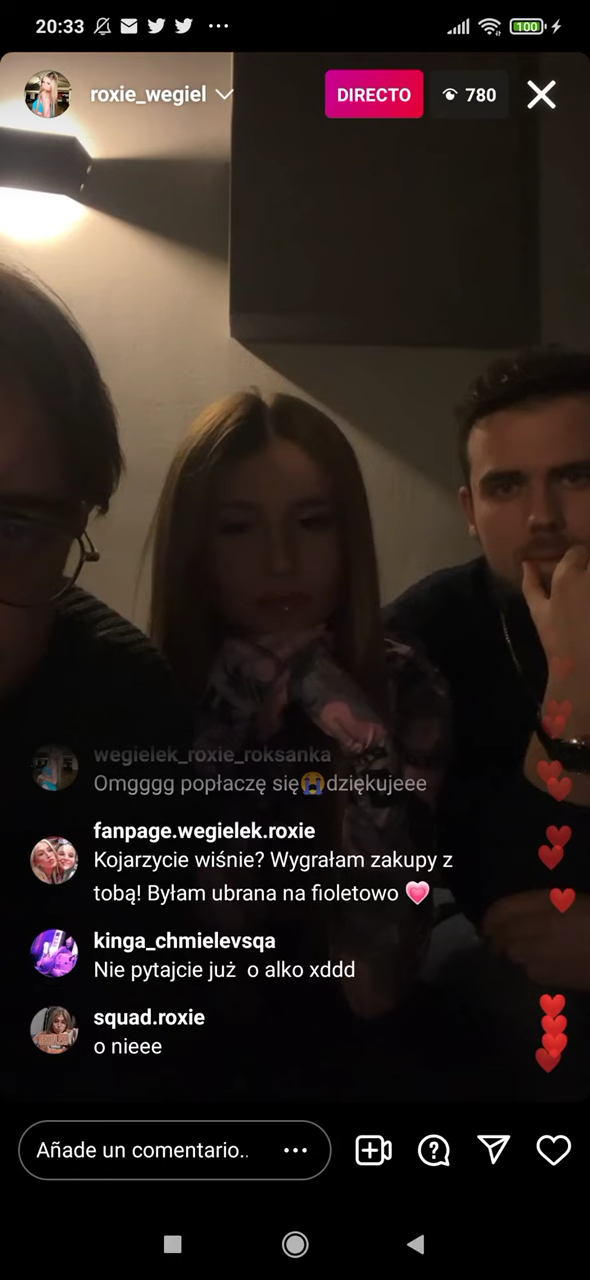 20:33
100
roxie_wegiel
DIRECTO
780
wegielek_roxie_roksanka
Omgggg popłaczę się😭dziękujeee
fanpage.wegielek.roxie
Kojarzycie wiśnie? Wygrałam zakupy z
tobą! Byłam ubrana na fioletowo 💗
kinga_chmielevsqa
Nie pytajcie już  o alko xddd
squad.roxie
o nieee
Añade un comentario..